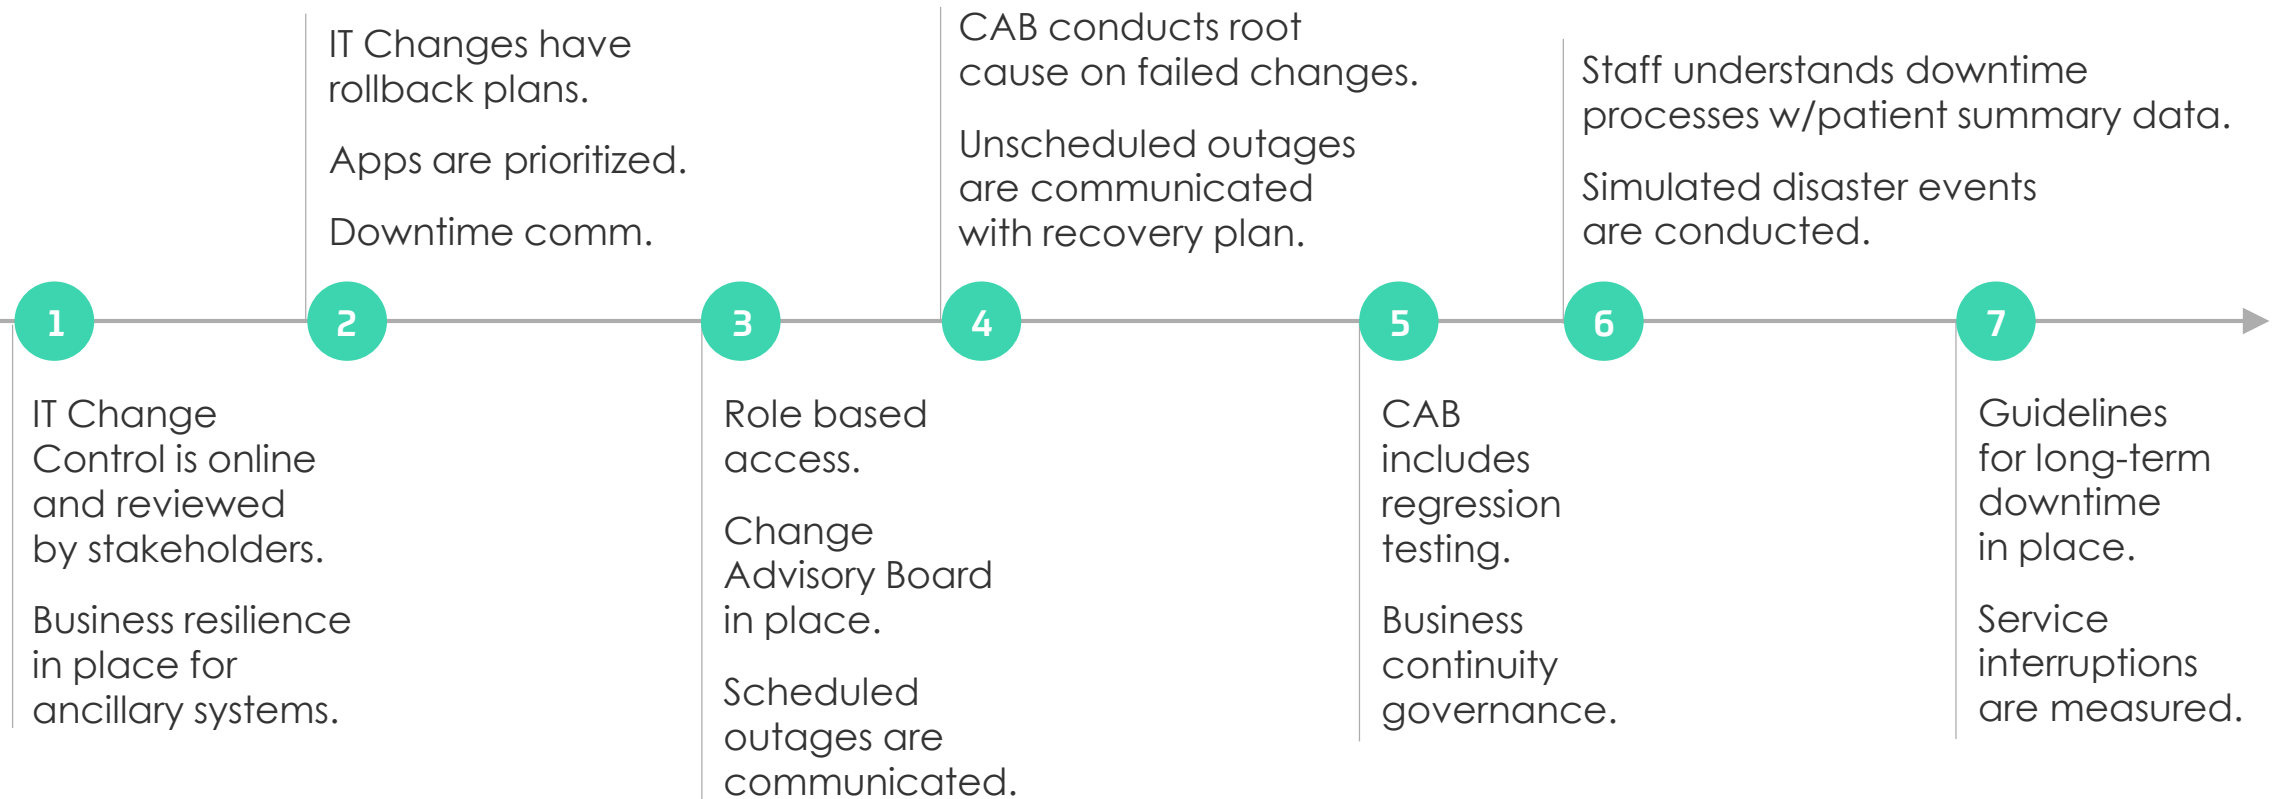 1
IT Change
Control is online
and reviewed
by stakeholders.
Business resilience
in place for
ancillary systems.
2
IT Changes have
rollback plans.
Apps are prioritized.
Downtime comm.
3
Role based
access.
Change
Advisory Board
in place.
Scheduled
outages are
communicated.
4
CAB conducts root
cause on failed changes.
Unscheduled outages
are communicated
with recovery plan.
5
CAB
includes
regression
testing.
Business
continuity
governance.
6
Staff understands downtime
processes w/patient summary data.
Simulated disaster events
are conducted.
7
Guidelines
for long-term
downtime
in place.
Service
interruptions
are measured.